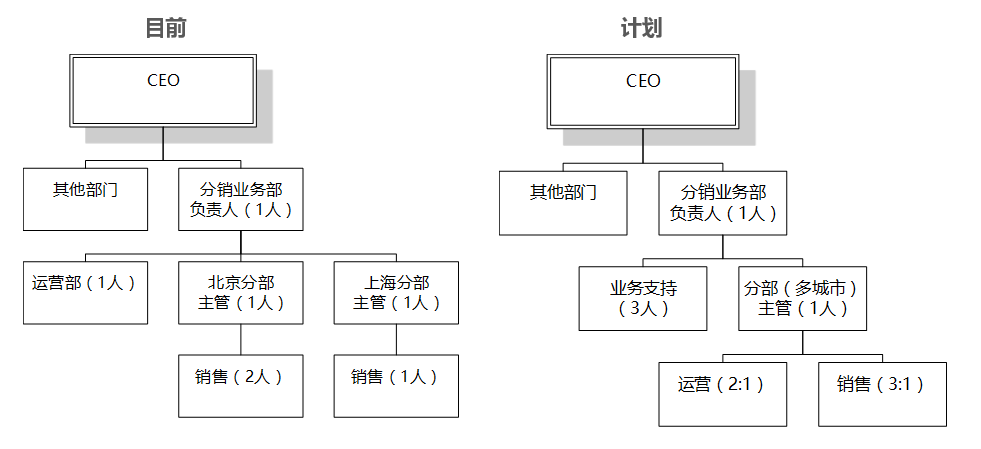 目前
CEO
其他部门
分销业务部
负责人（1人）
运营部（1人）
北京分部
主管（1人）
上海分部
主管（1人）
销售（2人）
销售（1人）
计划
CEO
其他部门
分销业务部
负责人（1人）
业务支持
（3人）
分部（多城市）
主管（1人）
运营（2:1）
销售（3:1）